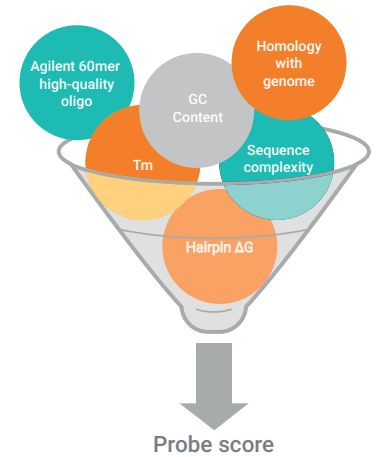 Agilent 60mer
high-quality
oligo
Homology
with
genome
GC
Content
Tm
Sequence
complexity
Hairpin ΔG
Probe score